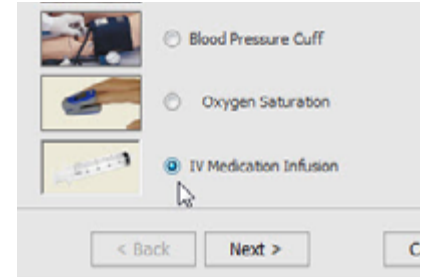 Blood Pressure Cuff
Oxygen Saturation
IV Medication Infusion
< Back Next > C